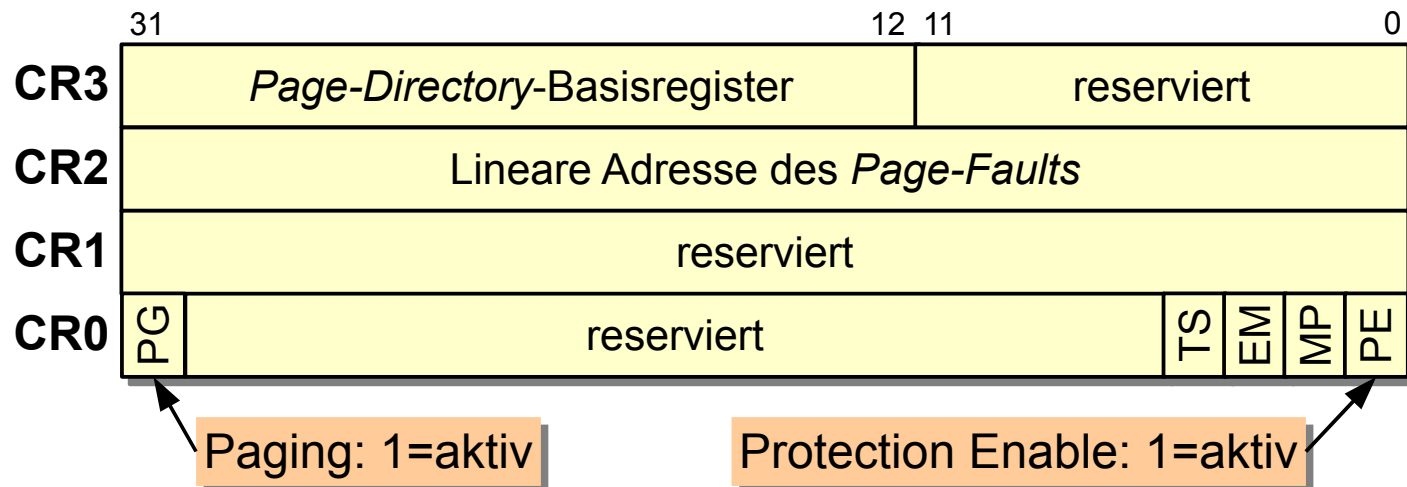 31 12 11 0
CR3 Page-Directory-Basisregister reserviert
CR2 Lineare Adresse des Page-Faults
CR1 reserviert
CR0 PG reserviert TS EM MP PE
Paging: 1=aktiv Protection Enable: 1=aktiv